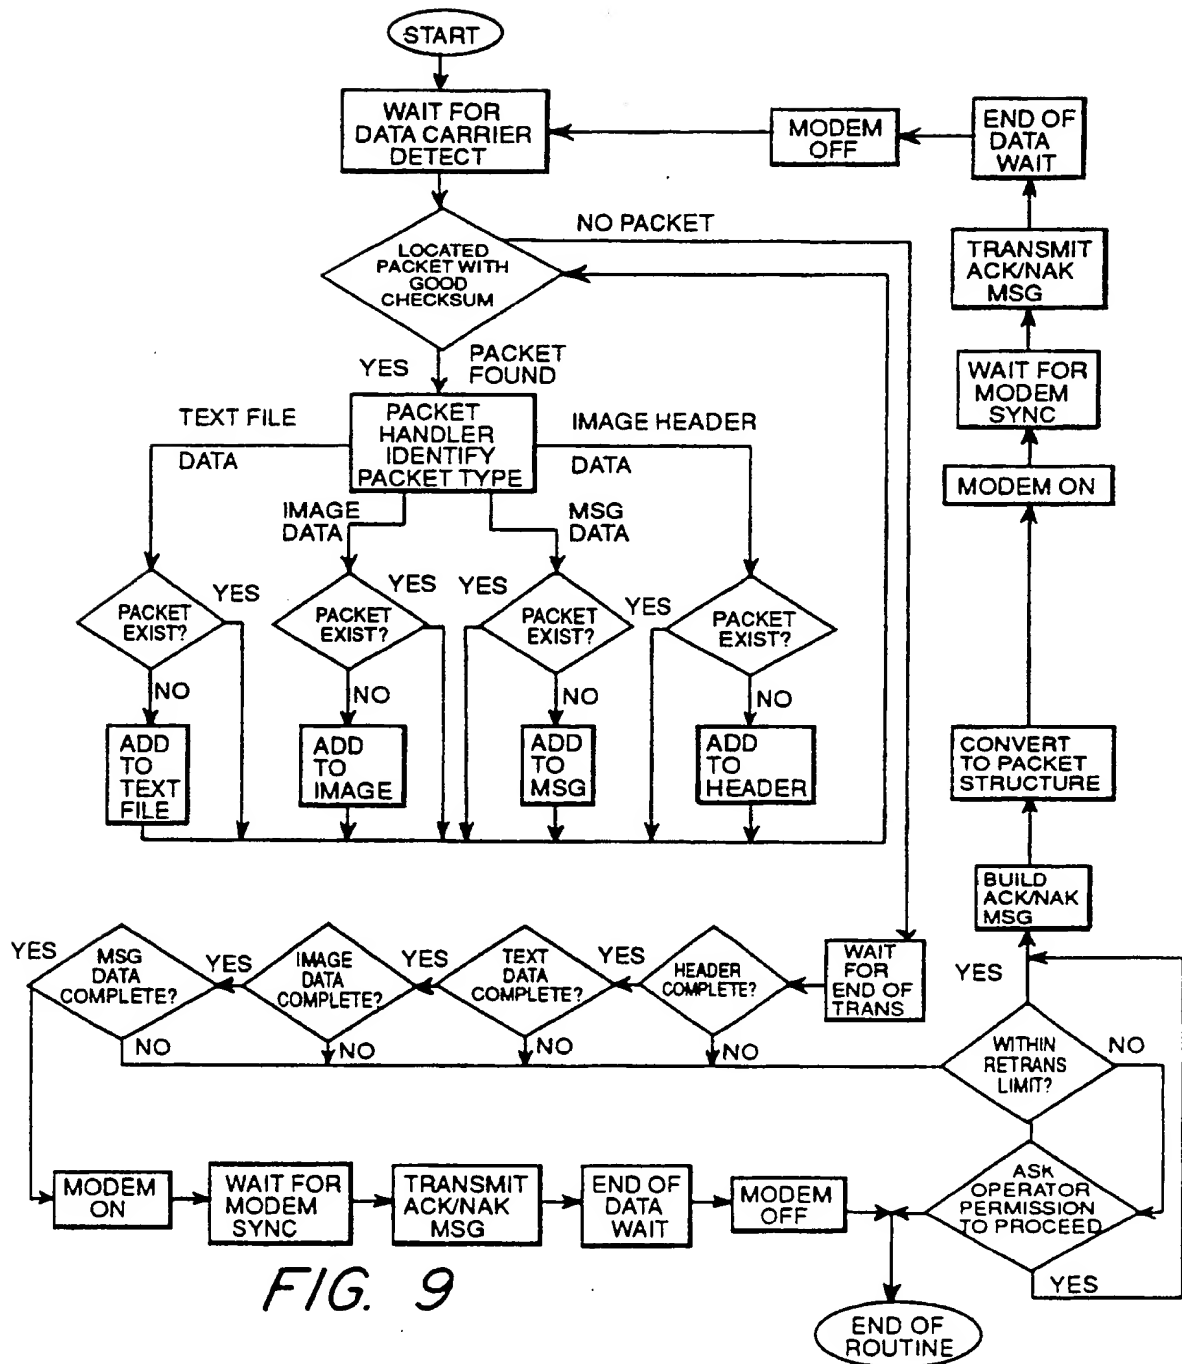 START
WAIT FOR
DATA CARRIER
DETECT
MODEM
OFF
END OF
DATA
WAIT
NO PACKET
LOCATED
PACKET WITH
GOOD
CHECKSUM
TRANSMIT
ACK/NAK
MSG
YES
PACKET
FOUND
WAIT FOR
MODEM
SYNC
TEXT FILE
DATA
PACKET
HANDLER
IDENTIFY
PACKET TYPE
IMAGE HEADER
DATA
MODEM ON
IMAGE
DATA
MSG
DATA
PACKET
EXIST?
YES
PACKET
EXIST?
YES
YES
PACKET
EXIST?
YES
PACKET
EXIST?
NO
NO
NO
NO
ADD
TO
TEXT
FILE
ADD
TO
IMAGE
ADD
TO
MSG
ADD
TO
HEADER
CONVERT
TO PACKET
STRUCTURE
BUILD
ACK/NAK
MSG
YES
YES
MSG
DATA
COMPLETE?
YES
IMAGE
DATA
COMPLETE?
YES
TEXT
DATA
COMPLETE?
YES
HEADER
COMPLETE?
WAIT
FOR
END OF
TRANS
NO
NO
NO
NO
WITHIN
RETRANS
LIMIT?
NO
MODEM
ON
WAIT FOR
MODEM
SYNC
TRANSMIT
ACK/NAK
MSG
END OF
DATA
WAIT
MODEM
OFF
ASK
OPERATOR
PERMISSION
TO PROCEED
YES
FIG. 9
END OF
ROUTINE